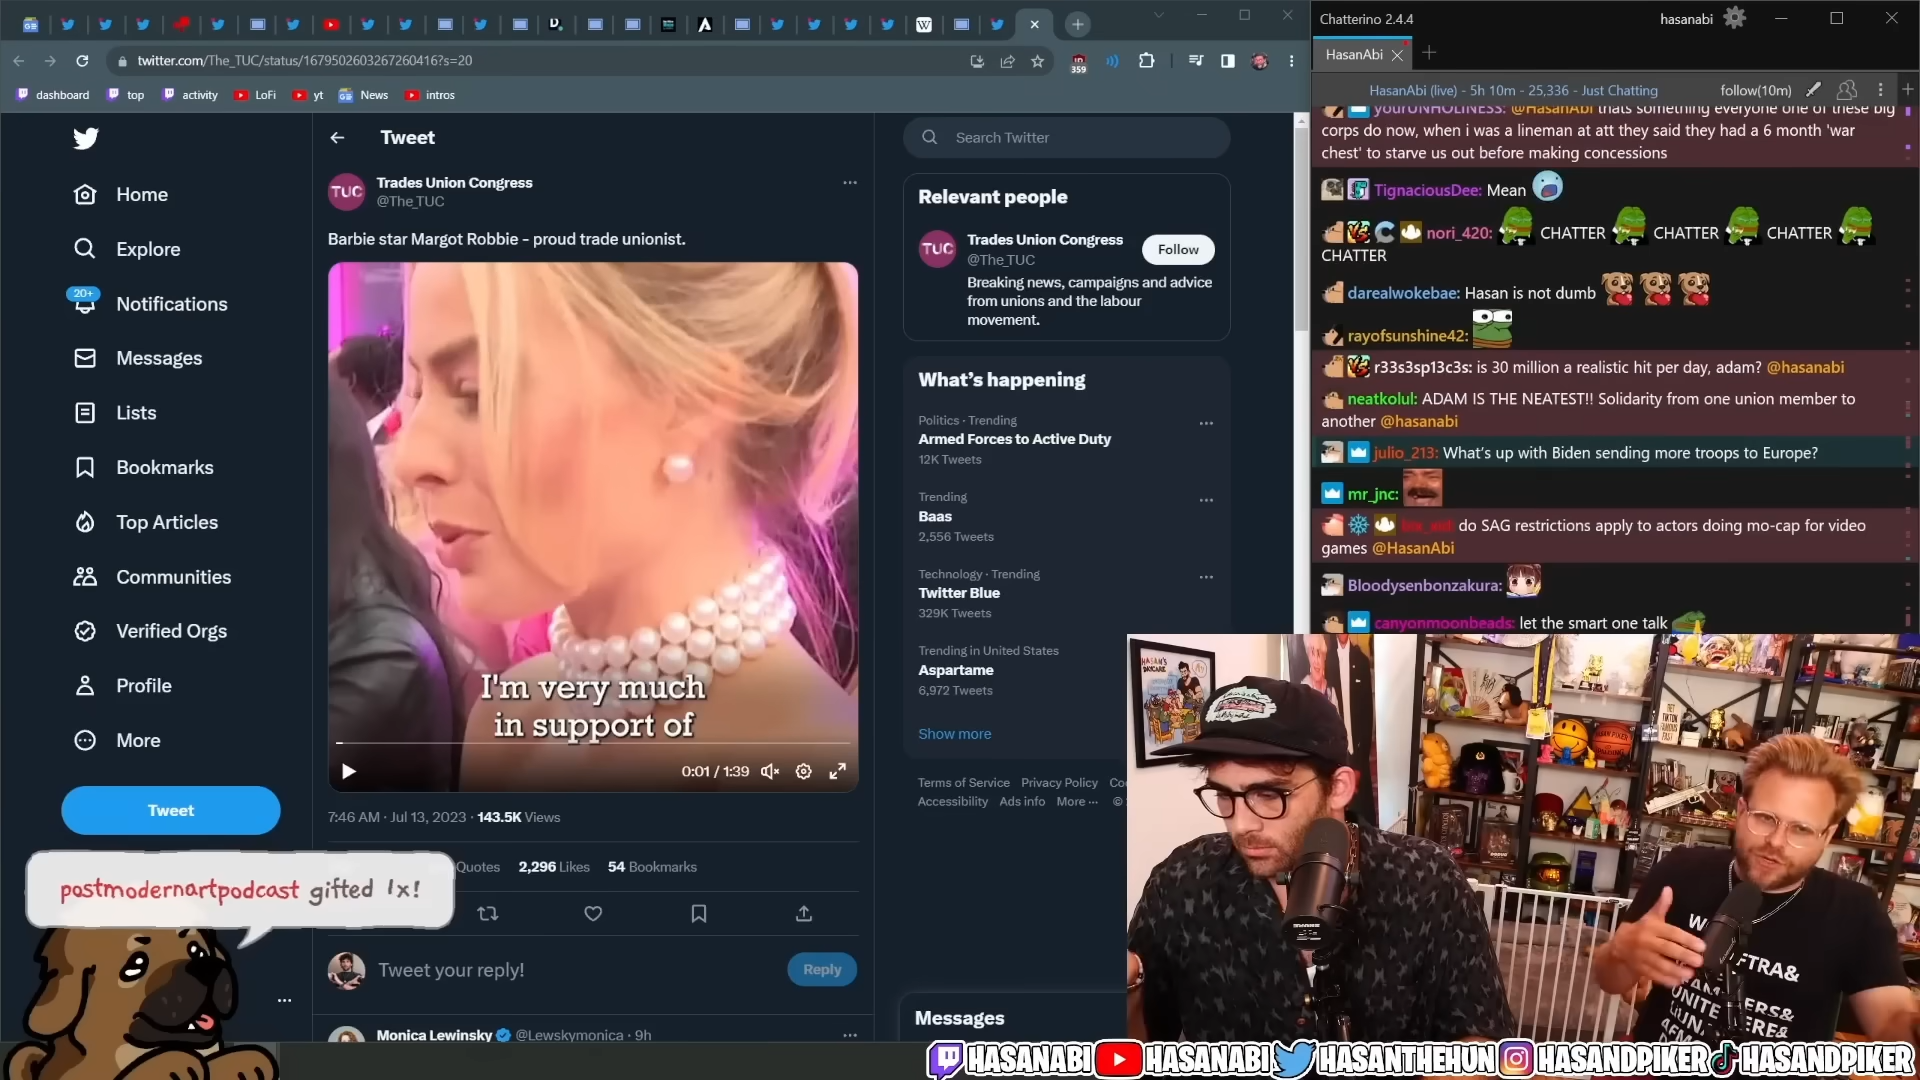 twitter.com/The_TUC/status/1679502603267260416?s=20
359
dashboard
top
activity
LoFi
yt
News
intros
Home
Explore
20+
Notifications
Messages
Lists
Bookmarks
Top Articles
Communities
Verified Orgs
Profile
More
Tweet
Tweet
TUC
Trades Union Congress
@The_TUC
Barbie star Margot Robbie - proud trade unionist.
I'm very much
in support of
0:01 / 1:39
7:46 AM · Jul 13, 2023 · 143.5K Views
Quotes 2,296 Likes 54 Bookmarks
Tweet your reply!
Reply
Monica Lewinsky @Lewskymonica · 9h
postmodernartpodcast gifted 1x!
Search Twitter
Relevant people
TUC
Trades Union Congress
@The_TUC
Follow
Breaking news, campaigns and advice
from unions and the labour
movement.
What's happening
Politics · Trending
Armed Forces to Active Duty
12K Tweets
Trending
Baas
2,556 Tweets
Technology · Trending
Twitter Blue
329K Tweets
Trending in United States
Aspartame
6,972 Tweets
Show more
Terms of Service Privacy Policy
Accessibility Ads info More ··· ©
Messages
Chatterino 2.4.4
hasanabi
HasanAbi
HasanAbi (live) - 5h 10m - 25,336 - Just Chatting
follow(10m)
yourUNHOLINESS: @HasanAbi thats something everyone one of these big
corps do now, when i was a lineman at att they said they had a 6 month 'war
chest' to starve us out before making concessions
TignaciousDee: Mean
nori_420: CHATTER CHATTER CHATTER
CHATTER
darealwokebae: Hasan is not dumb
rayofsunshine42:
r33s3sp13c3s: is 30 million a realistic hit per day, adam? @hasanabi
neatkolul: ADAM IS THE NEATEST!! Solidarity from one union member to
another @hasanabi
julio_213: What's up with Biden sending more troops to Europe?
mr_jnc:
do SAG restrictions apply to actors doing mo-cap for video
games @HasanAbi
Bloodysenbonzakura:
canyonmoonbeads: let the smart one talk
HASANABI HASANABI HASANTHEHUN HASANDPIKER HASANDPIKER